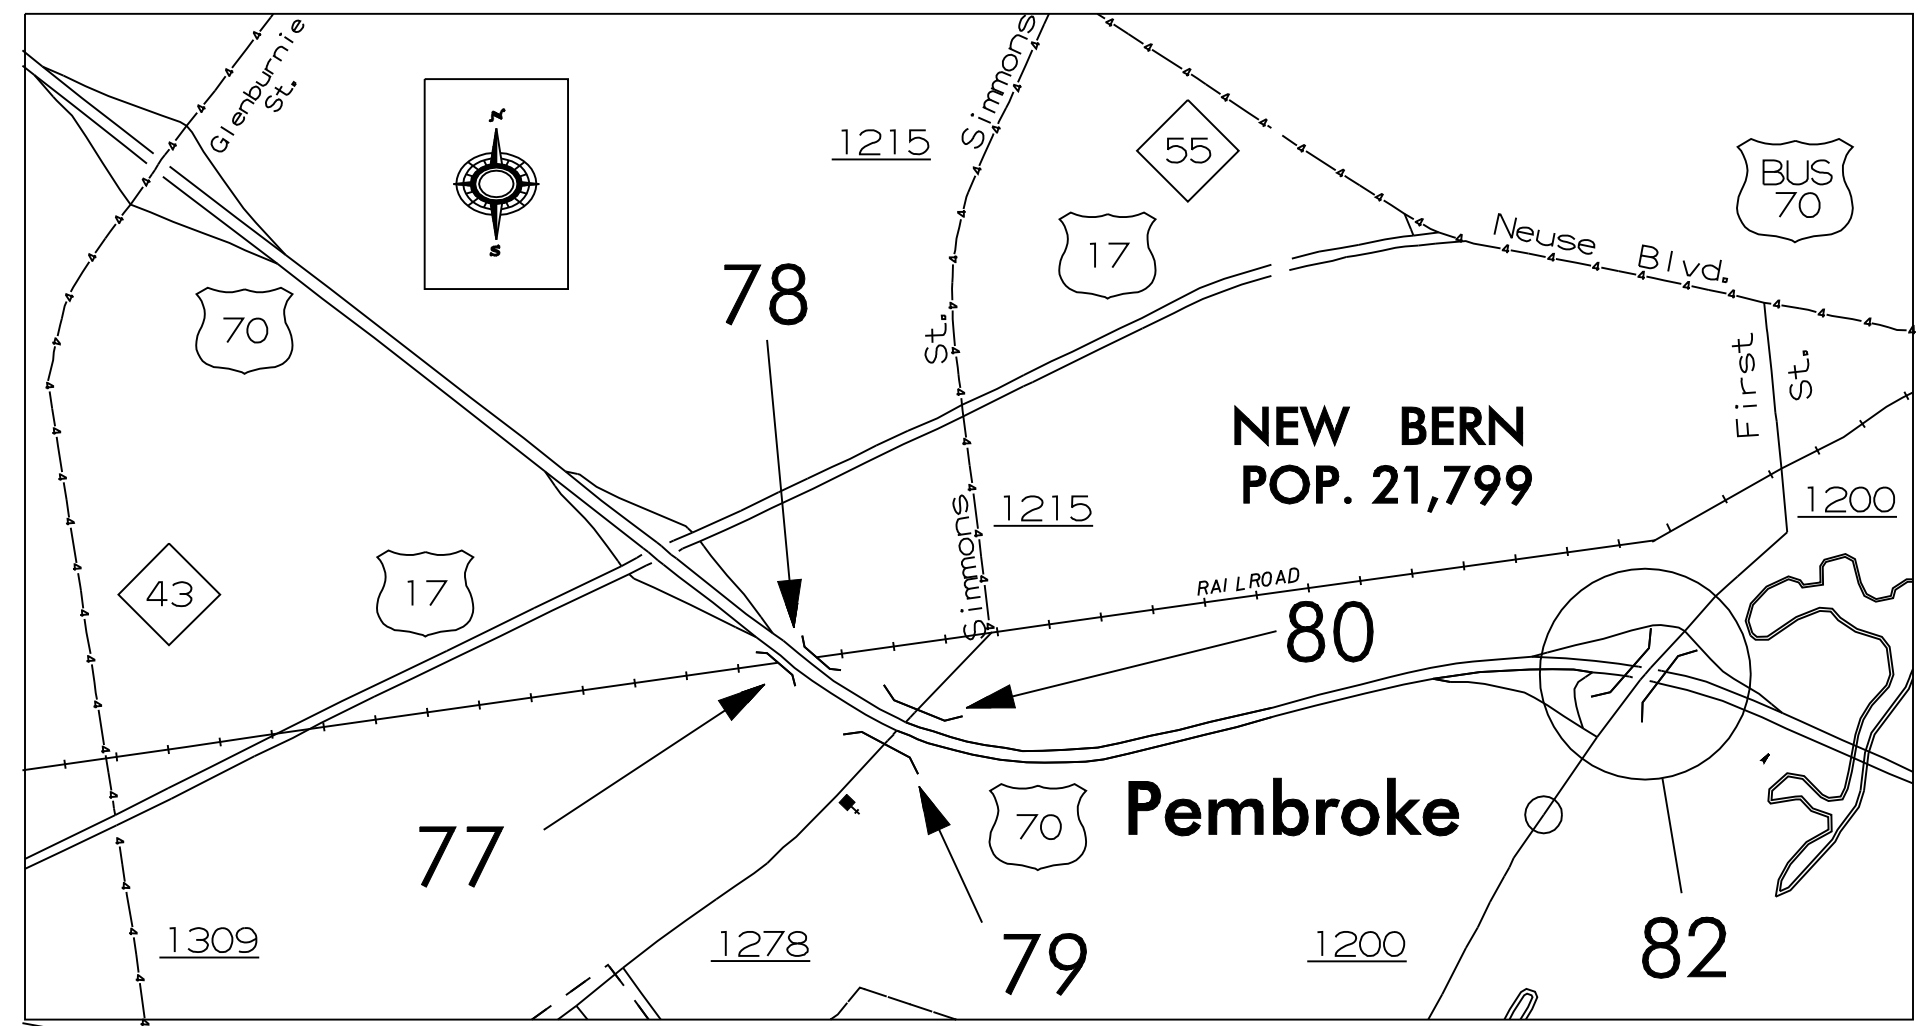 Glenburnie
St.
Simmons
N
S
1215
55
BUS
70
17
Neuse Blvd.
70
78
St.
First
St.
NEW BERN
POP. 21,799
1215
Simmons
1200
43
17
RAILROAD
80
77
70
Pembroke
1309
1278
79
1200
82